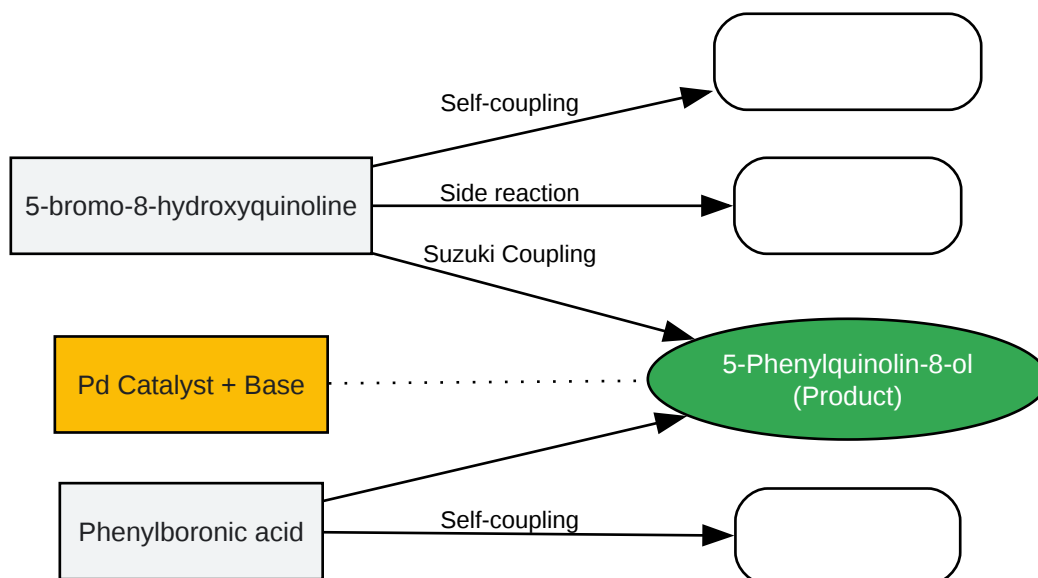 Self-coupling
5-bromo-8-hydroxyquinoline
Side reaction
Suzuki Coupling
Pd Catalyst + Base
5-Phenylquinolin-8-ol
(Product)
Phenylboronic acid
Self-coupling